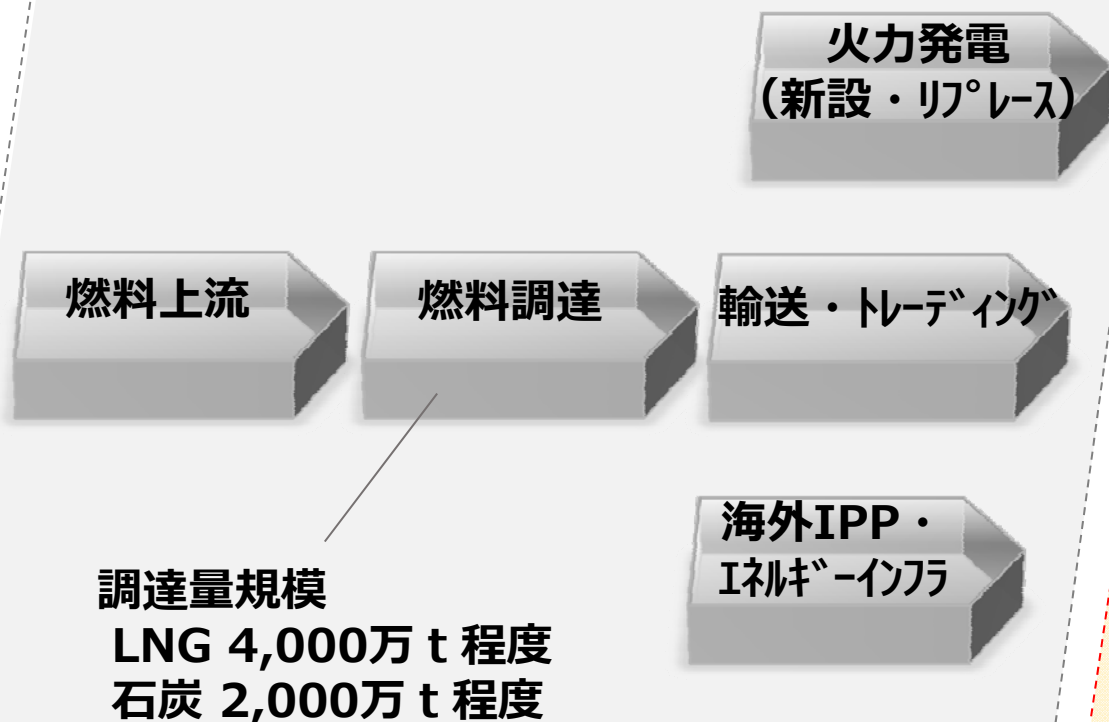 火力発電
（新設・ﾘﾌﾟﾚｰｽ）
燃料上流
燃料調達
輸送・ﾄﾚｰﾃﾞｨﾝｸﾞ
海外IPP・
ｴﾈﾙｷﾞｰｲﾝﾌﾗ
調達量規模
LNG 4,000万ｔ程度
石炭 2,000万ｔ程度